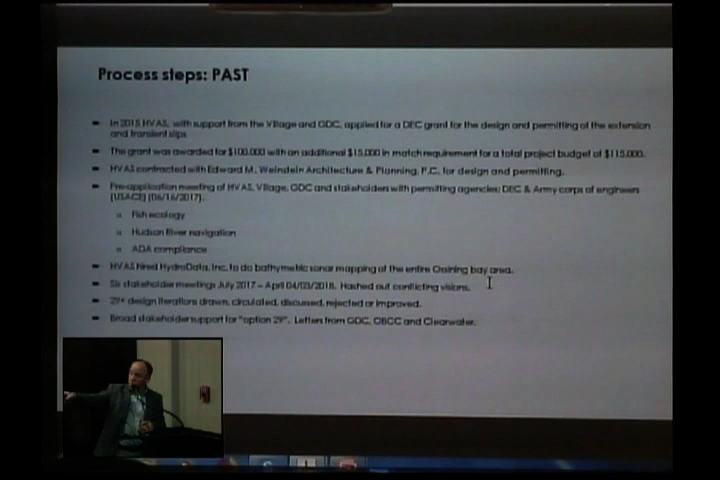 Process steps: PAST
In 2015 HVAS, with support from the Village and GDC, applied for a DEC grant for the design and permitting of the extension
and transient slips
The grant was awarded for $100,000 with an additional $15,000 in match requirement for a total project budget of $115,000.
HVAS contracted with Edward M. Weinstein Architecture & Planning, P.C. for design and permitting.
Pre-application meeting of HVAS, Village, GDC and stakeholders with permitting agencies: DEC & Army corps of engineers
(USACE) (06/16/2017).
Fish ecology
Hudson River navigation
ADA compliance
HVAS hired HydroData, Inc. to do bathymetric sonar mapping of the entire Ossining bay area.
Six stakeholder meetings July 2017 – April 04/03/2018. Hashed out conflicting visions.
29+ design iterations drawn, circulated, discussed, rejected or improved.
Broad stakeholder support for "option 29". Letters from GDC, OBCC and Clearwater.